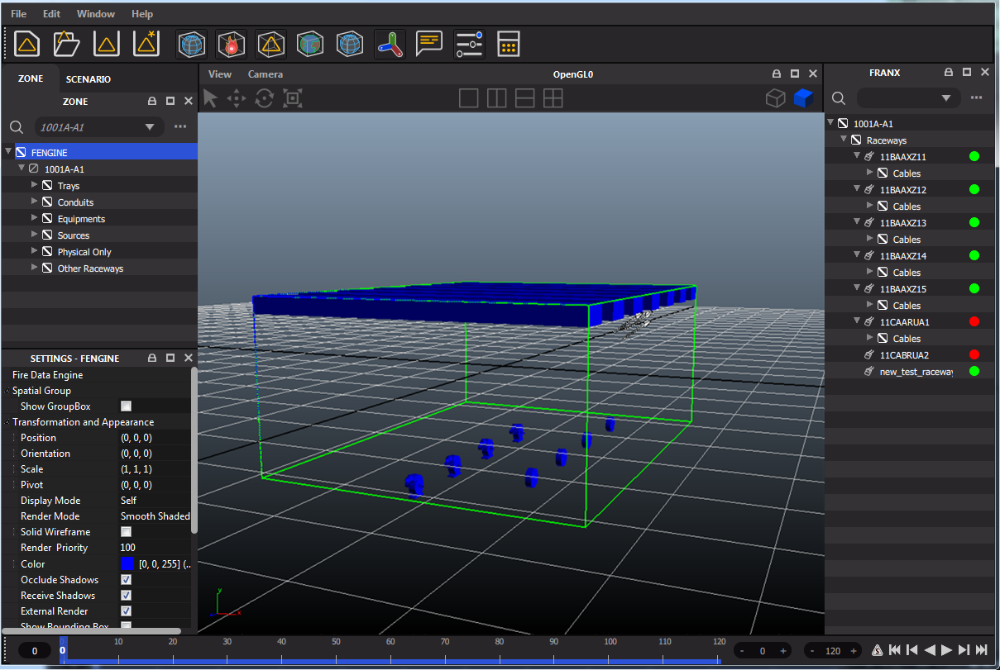 File Edit Window Help
ZONE SCENARIO
ZONE
1001A-A1
FENGINE
1001A-A1
Trays
Conduits
Equipments
Sources
Physical Only
Other Raceways
SETTINGS - FENGINE
Fire Data Engine
Spatial Group
Show GroupBox
Transformation and Appearance
Position (0, 0, 0)
Orientation (0, 0, 0)
Scale (1, 1, 1)
Pivot (0, 0, 0)
Display Mode Self
Render Mode Smooth Shaded
Solid Wireframe
Render Priority 100
Color [0, 0, 255] (..
Occlude Shadows
Receive Shadows
External Render
Show Bounding Box
View Camera OpenGL0
y
x
FRANX
1001A-A1
Raceways
11BAAXZ11
Cables
11BAAXZ12
Cables
11BAAXZ13
Cables
11BAAXZ14
Cables
11BAAXZ15
Cables
11CAARUA1
Cables
11CABRUA2
new_test_raceway
0 0 10 20 30 40 50 60 70 80 90 100 110 120
0 - 0 + - 120 +